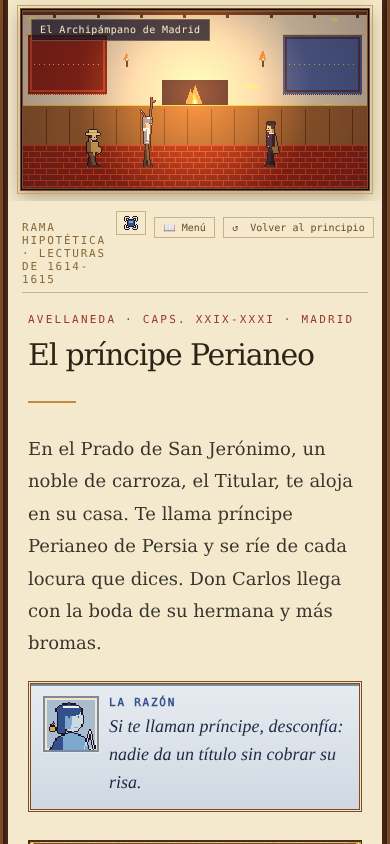 El Archipámpano de Madrid
RAMA
HIPOTÉTICA
· LECTURAS
DE 1614-
1615
Menú
↺ Volver al principio
AVELLANEDA · CAPS. XXIX-XXXI · MADRID
El príncipe Perianeo
En el Prado de San Jerónimo, un
noble de carroza, el Titular, te aloja
en su casa. Te llama príncipe
Perianeo de Persia y se ríe de cada
locura que dices. Don Carlos llega
con la boda de su hermana y más
bromas.
LA RAZÓN
Si te llaman príncipe, desconfía:
nadie da un título sin cobrar su
risa.